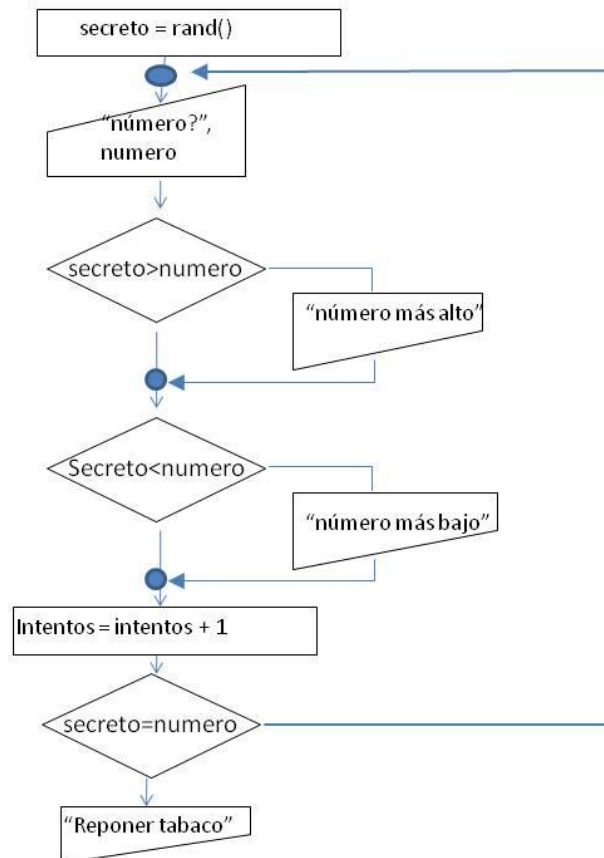 secreto = rand()
“número?”,
numero
secreto>numero
“número más alto”
Secreto<numero
“número más bajo”
Intentos = intentos + 1
secreto=numero
“Reponer tabaco”